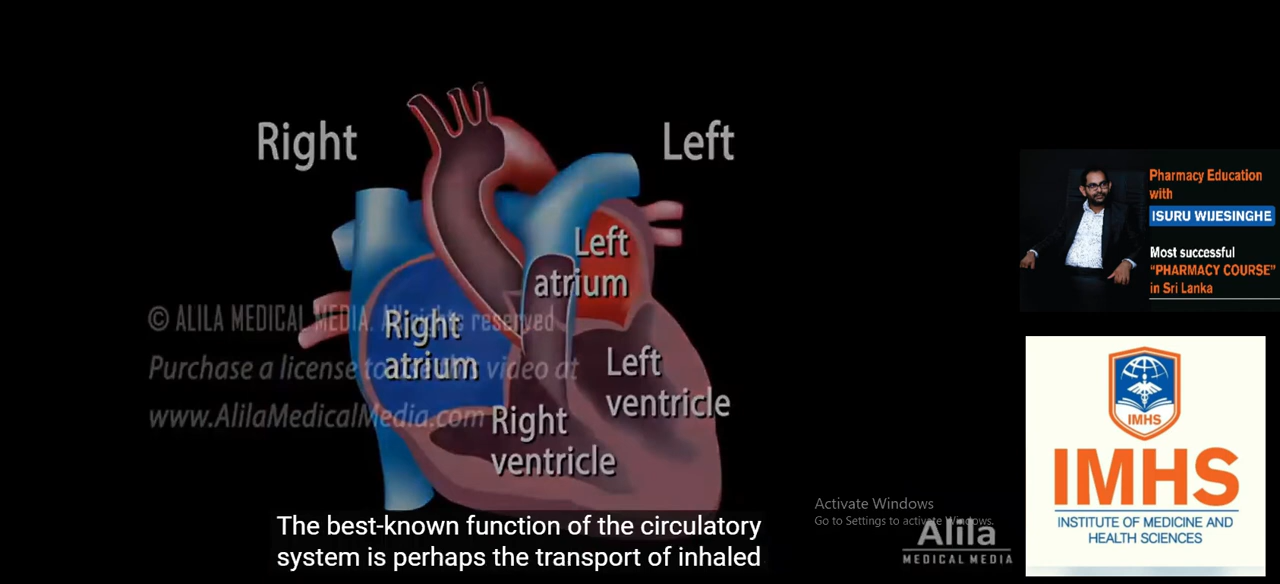 Right
Left
Left
atrium
Right
atrium
Left
ventricle
Right
ventricle
© ALILA MEDICAL MEDIA. All rights reserved
Purchase a license to use this video at
www.AlilaMedicalMedia.com
The best-known function of the circulatory
system is perhaps the transport of inhaled
Activate Windows
Go to Settings to activate Windows.
Alila
MEDICAL MEDIA
Pharmacy Education
with
ISURU WIJESINGHE
Most successful
"PHARMACY COURSE"
in Sri Lanka
IMHS
IMHS
INSTITUTE OF MEDICINE AND
HEALTH SCIENCES